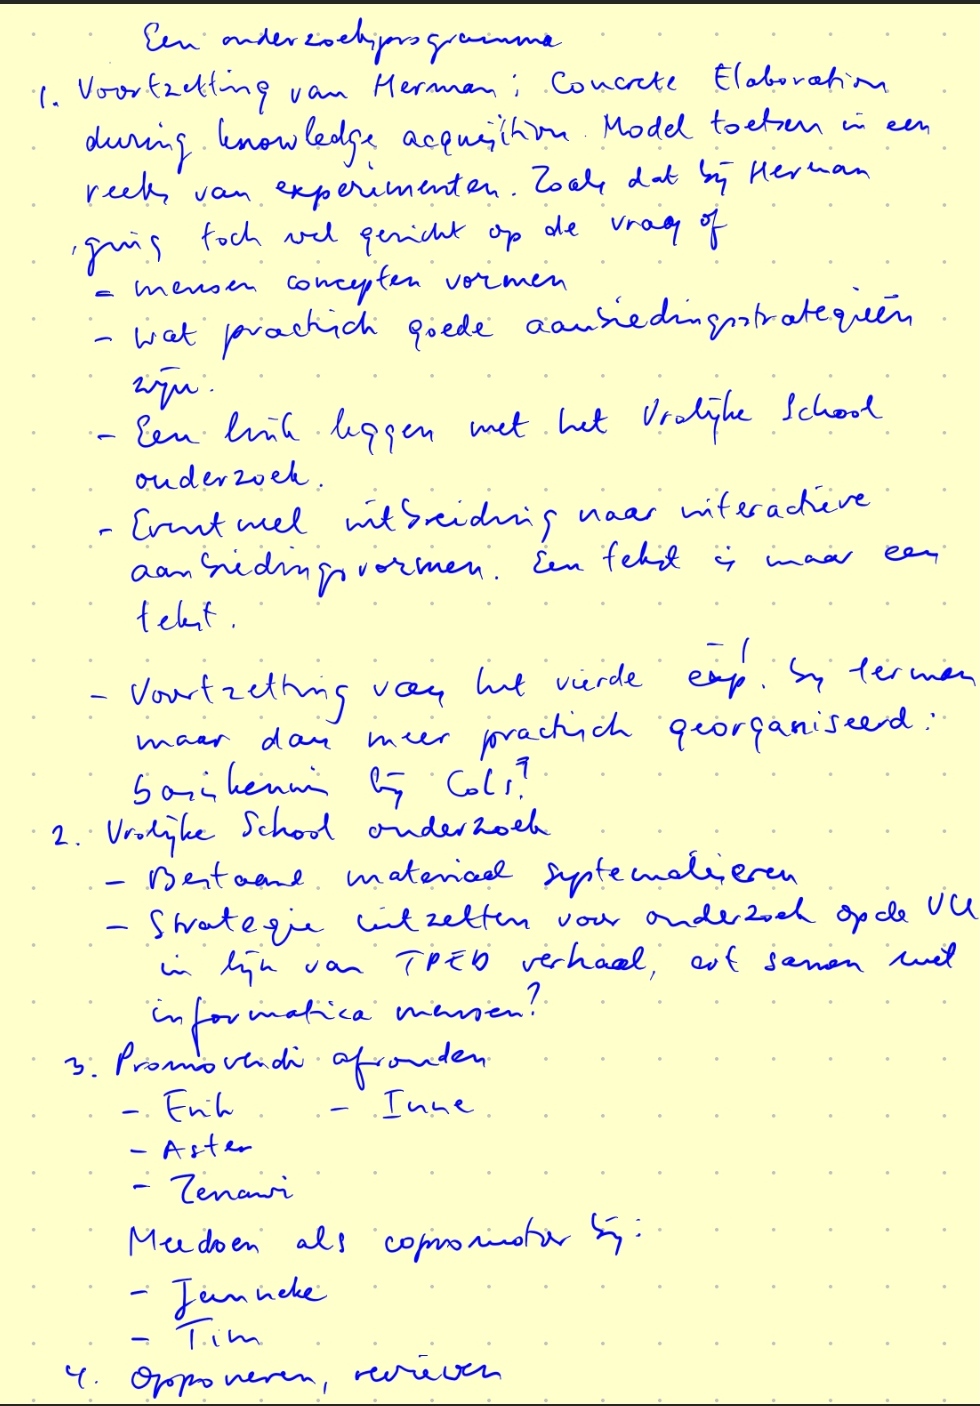 Een onderzoeksprogramma
1. Voortzetting van Herman; Concrete Elaboration
during knowledge acquisition. Model toetsen in een
reeks van experimenten. Zoals dat bij Herman
ging toch wel gericht op de vraag of
- mensen concepten vormen
- wat practisch goede aanbiedingsstrategieën
zijn.
- Een link leggen met het Vrolijke School
onderzoek.
- Eventueel uitbreiding naar interactieve
aanbiedingsvormen. Een tekst is maar een
tekst.
- Voortzetting van het vierde exp. bij Herman
maar dan meer practisch georganiseerd:
basiskennis bij Cols?
2. Vrolijke School onderzoek
- Bestaand materiaal systematiseren
- Strategie uitzetten voor onderzoek op de VU
in lijn van TPED verhaal, evt samen met
informatica mensen?
3. Promovendi afronden
- Erik - Inne
- Aster
- Zenawi
Meedoen als copromotor bij:
- Janneke
- Tim
4. Opponeren, reviewen